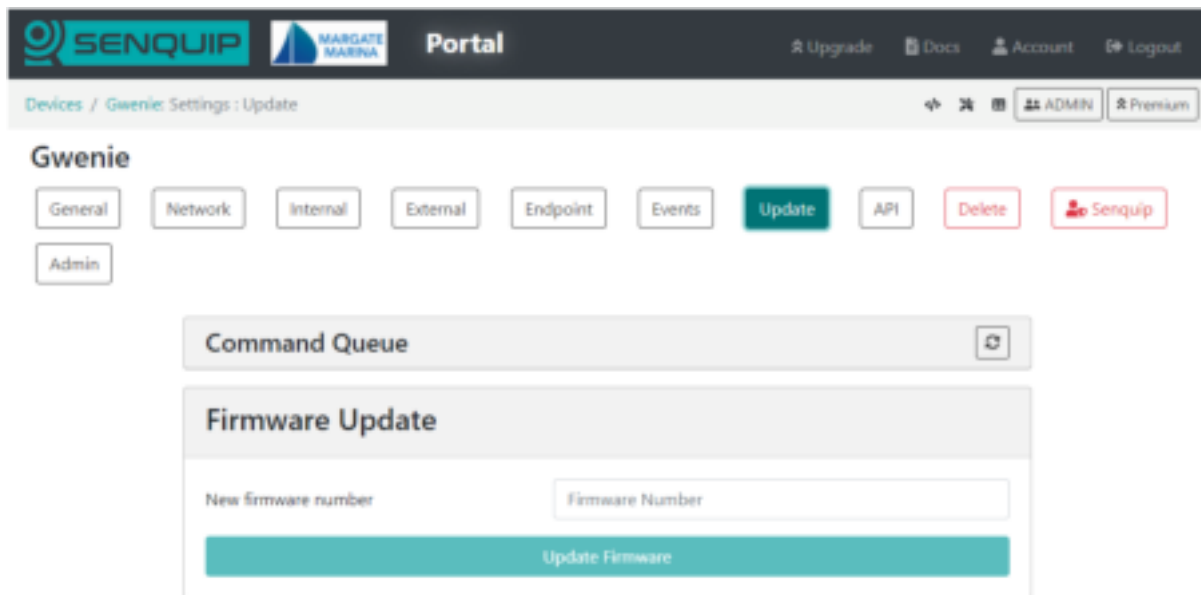 SENQUIP MARGATE MARINA Portal Upgrade Docs Account Logout
Devices / Gwenie: Settings : Update ADMIN Premium
Gwenie
General Network Internal External Endpoint Events Update API Delete Senquip
Admin
Command Queue
Firmware Update
New firmware number Firmware Number
Update Firmware